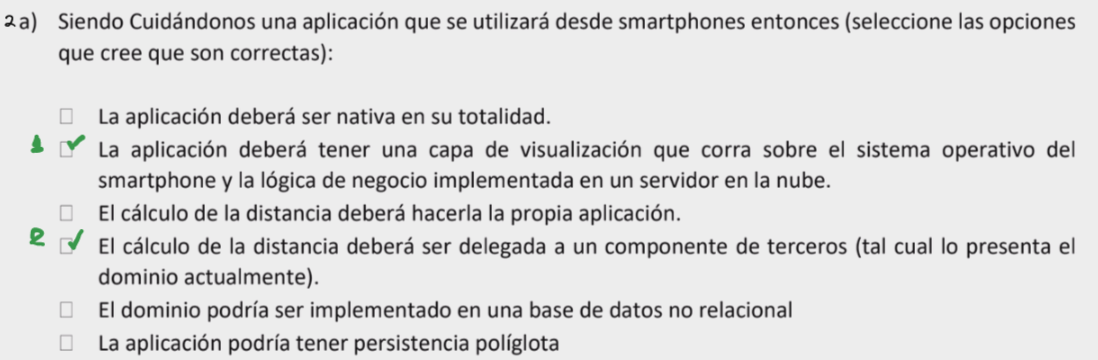 2a) Siendo Cuidándonos una aplicación que se utilizará desde smartphones entonces (seleccione las opciones
que cree que son correctas):
☐ La aplicación deberá ser nativa en su totalidad.
1 ☐✓ La aplicación deberá tener una capa de visualización que corra sobre el sistema operativo del
smartphone y la lógica de negocio implementada en un servidor en la nube.
☐ El cálculo de la distancia deberá hacerla la propia aplicación.
2 ☐✓ El cálculo de la distancia deberá ser delegada a un componente de terceros (tal cual lo presenta el
dominio actualmente).
☐ El dominio podría ser implementado en una base de datos no relacional
☐ La aplicación podría tener persistencia políglota